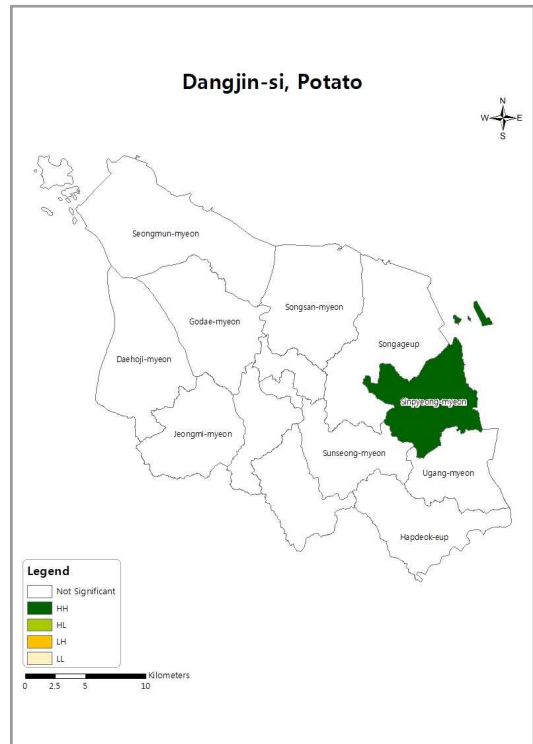 Dangjin-si, Potato
N
W E
S
Seongmun-myeon
Songsan-myeon
Godae-myeon
Songageup
Daehoji-myeon
Sinpyeong-myeon
Jeongmi-myeon
Sunseong-myeon
Ugang-myeon
Hapdeok-eup
Legend
Not Significant
HH
HL
LH
LL
Kilometers
0 2.5 5 10